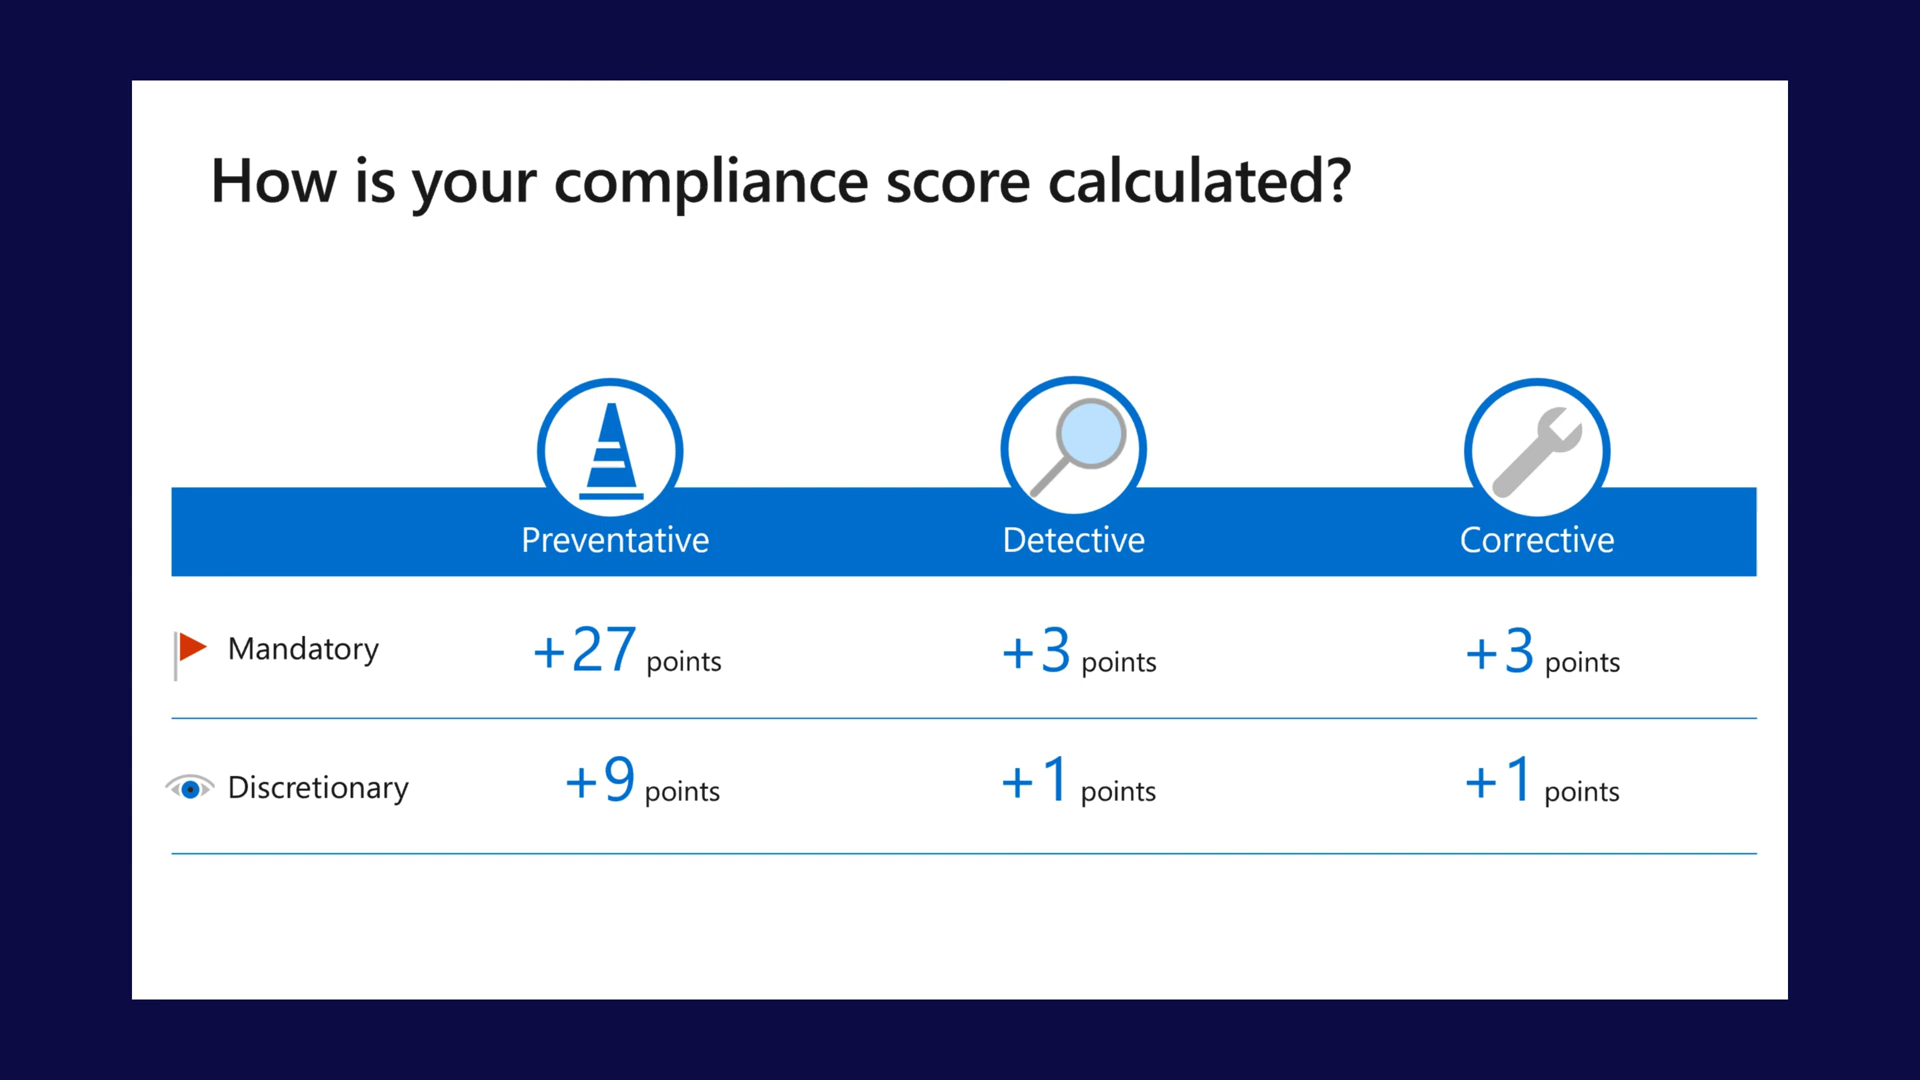 How is your compliance score calculated?
Preventative Detective Corrective
Mandatory +27 points +3 points +3 points
Discretionary +9 points +1 points +1 points